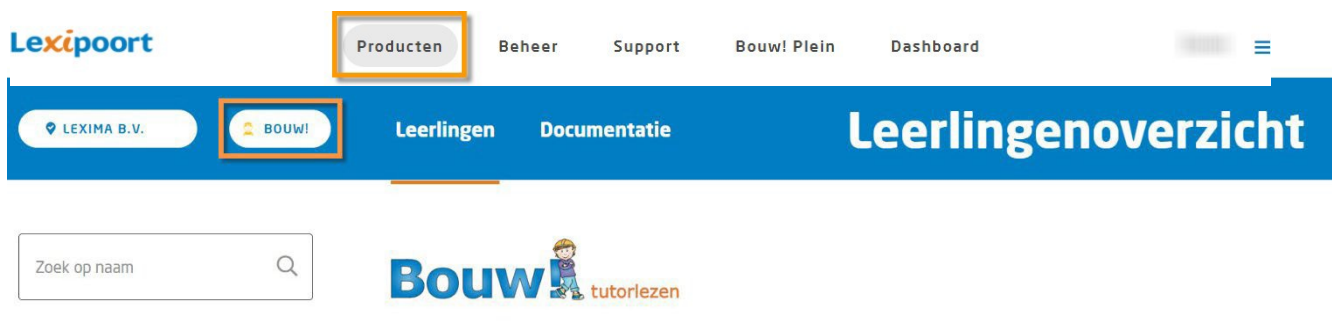 Lexipoort Producten Beheer Support Bouw! Plein Dashboard
LEXIMA B.V. BOUW! Leerlingen Documentatie Leerlingenoverzicht
Zoek op naam Bouw! tutorlezen